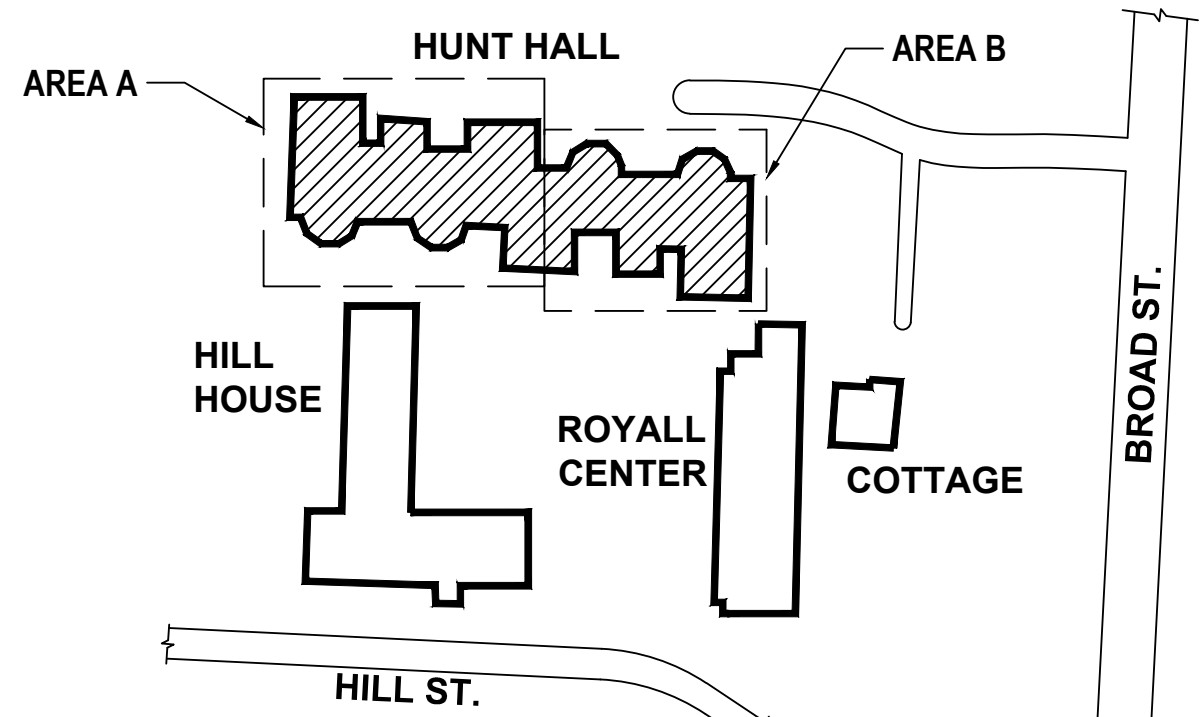 HUNT HALL
AREA A
AREA B
HILL
HOUSE
ROYALL
CENTER
COTTAGE
BROAD ST.
HILL ST.